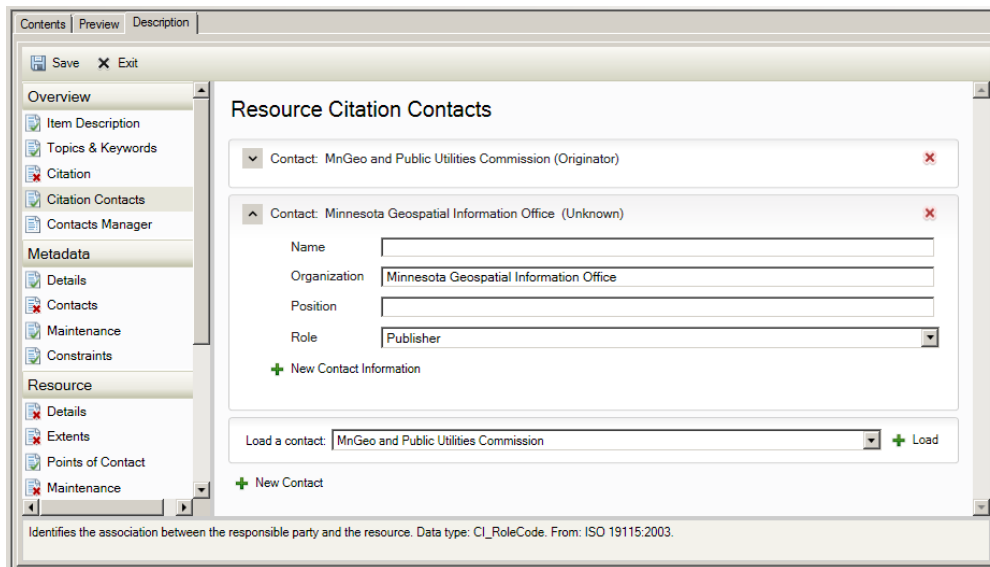 Contents Preview Description
Save Exit
Overview
Item Description
Topics & Keywords
Citation
Citation Contacts
Contacts Manager
Metadata
Details
Contacts
Maintenance
Constraints
Resource
Details
Extents
Points of Contact
Maintenance
Resource Citation Contacts
Contact: MnGeo and Public Utilities Commission (Originator)
Contact: Minnesota Geospatial Information Office (Unknown)
Name
Organization Minnesota Geospatial Information Office
Position
Role Publisher
New Contact Information
Load a contact: MnGeo and Public Utilities Commission Load
New Contact
Identifies the association between the responsible party and the resource. Data type: CI_RoleCode. From: ISO 19115:2003.